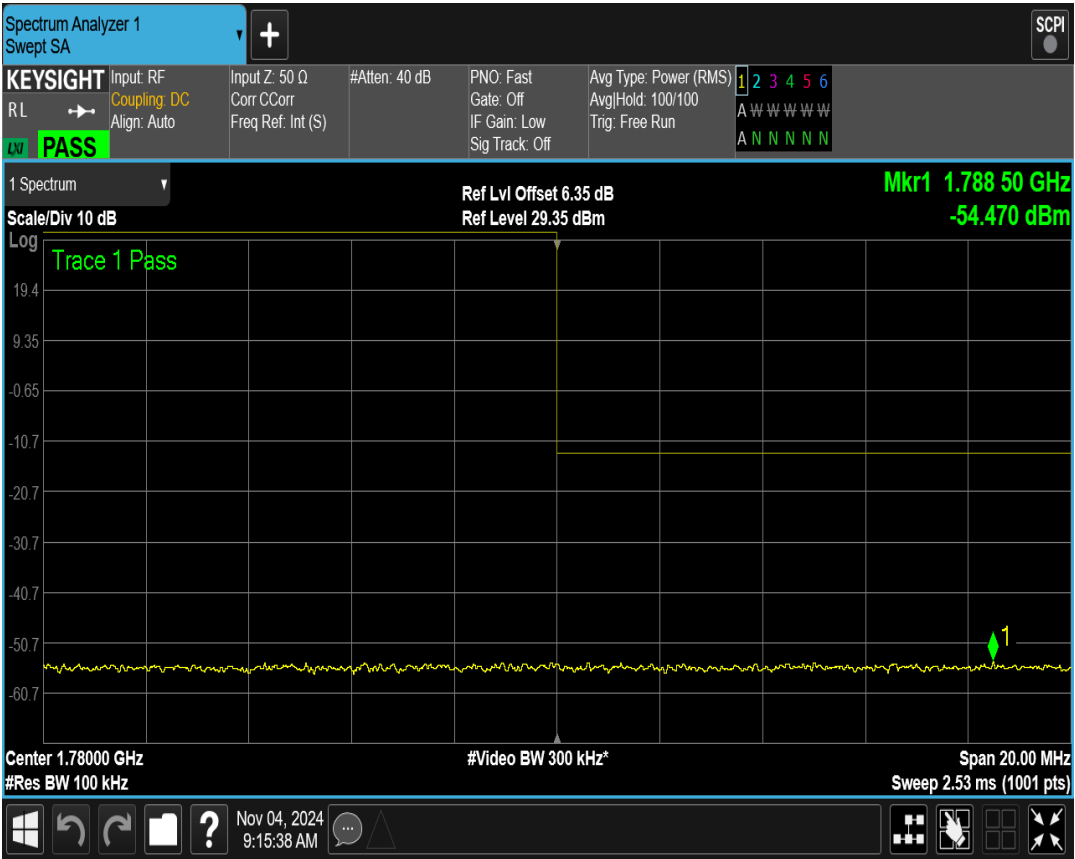 Spectrum Analyzer 1
Swept SA
+
SCPI
KEYSIGHT Input: RF Input Z: 50 Ω #Atten: 40 dB PNO: Fast Avg Type: Power (RMS) 1 2 3 4 5 6
RL Coupling: DC Corr CCorr Gate: Off Avg|Hold: 100/100 A W W W W W
Align: Auto Freq Ref: Int (S) IF Gain: Low Trig: Free Run
LXI PASS Sig Track: Off A N N N N N
1 Spectrum
Ref Lvl Offset 6.35 dB
Mkr1 1.788 50 GHz
Scale/Div 10 dB Ref Level 29.35 dBm -54.470 dBm
Log
Trace 1 Pass
19.4
9.35
-0.65
-10.7
-20.7
-30.7
-40.7
-50.7
1
-60.7
Center 1.78000 GHz #Video BW 300 kHz* Span 20.00 MHz
#Res BW 100 kHz Sweep 2.53 ms (1001 pts)
? Nov 04, 2024
9:15:38 AM